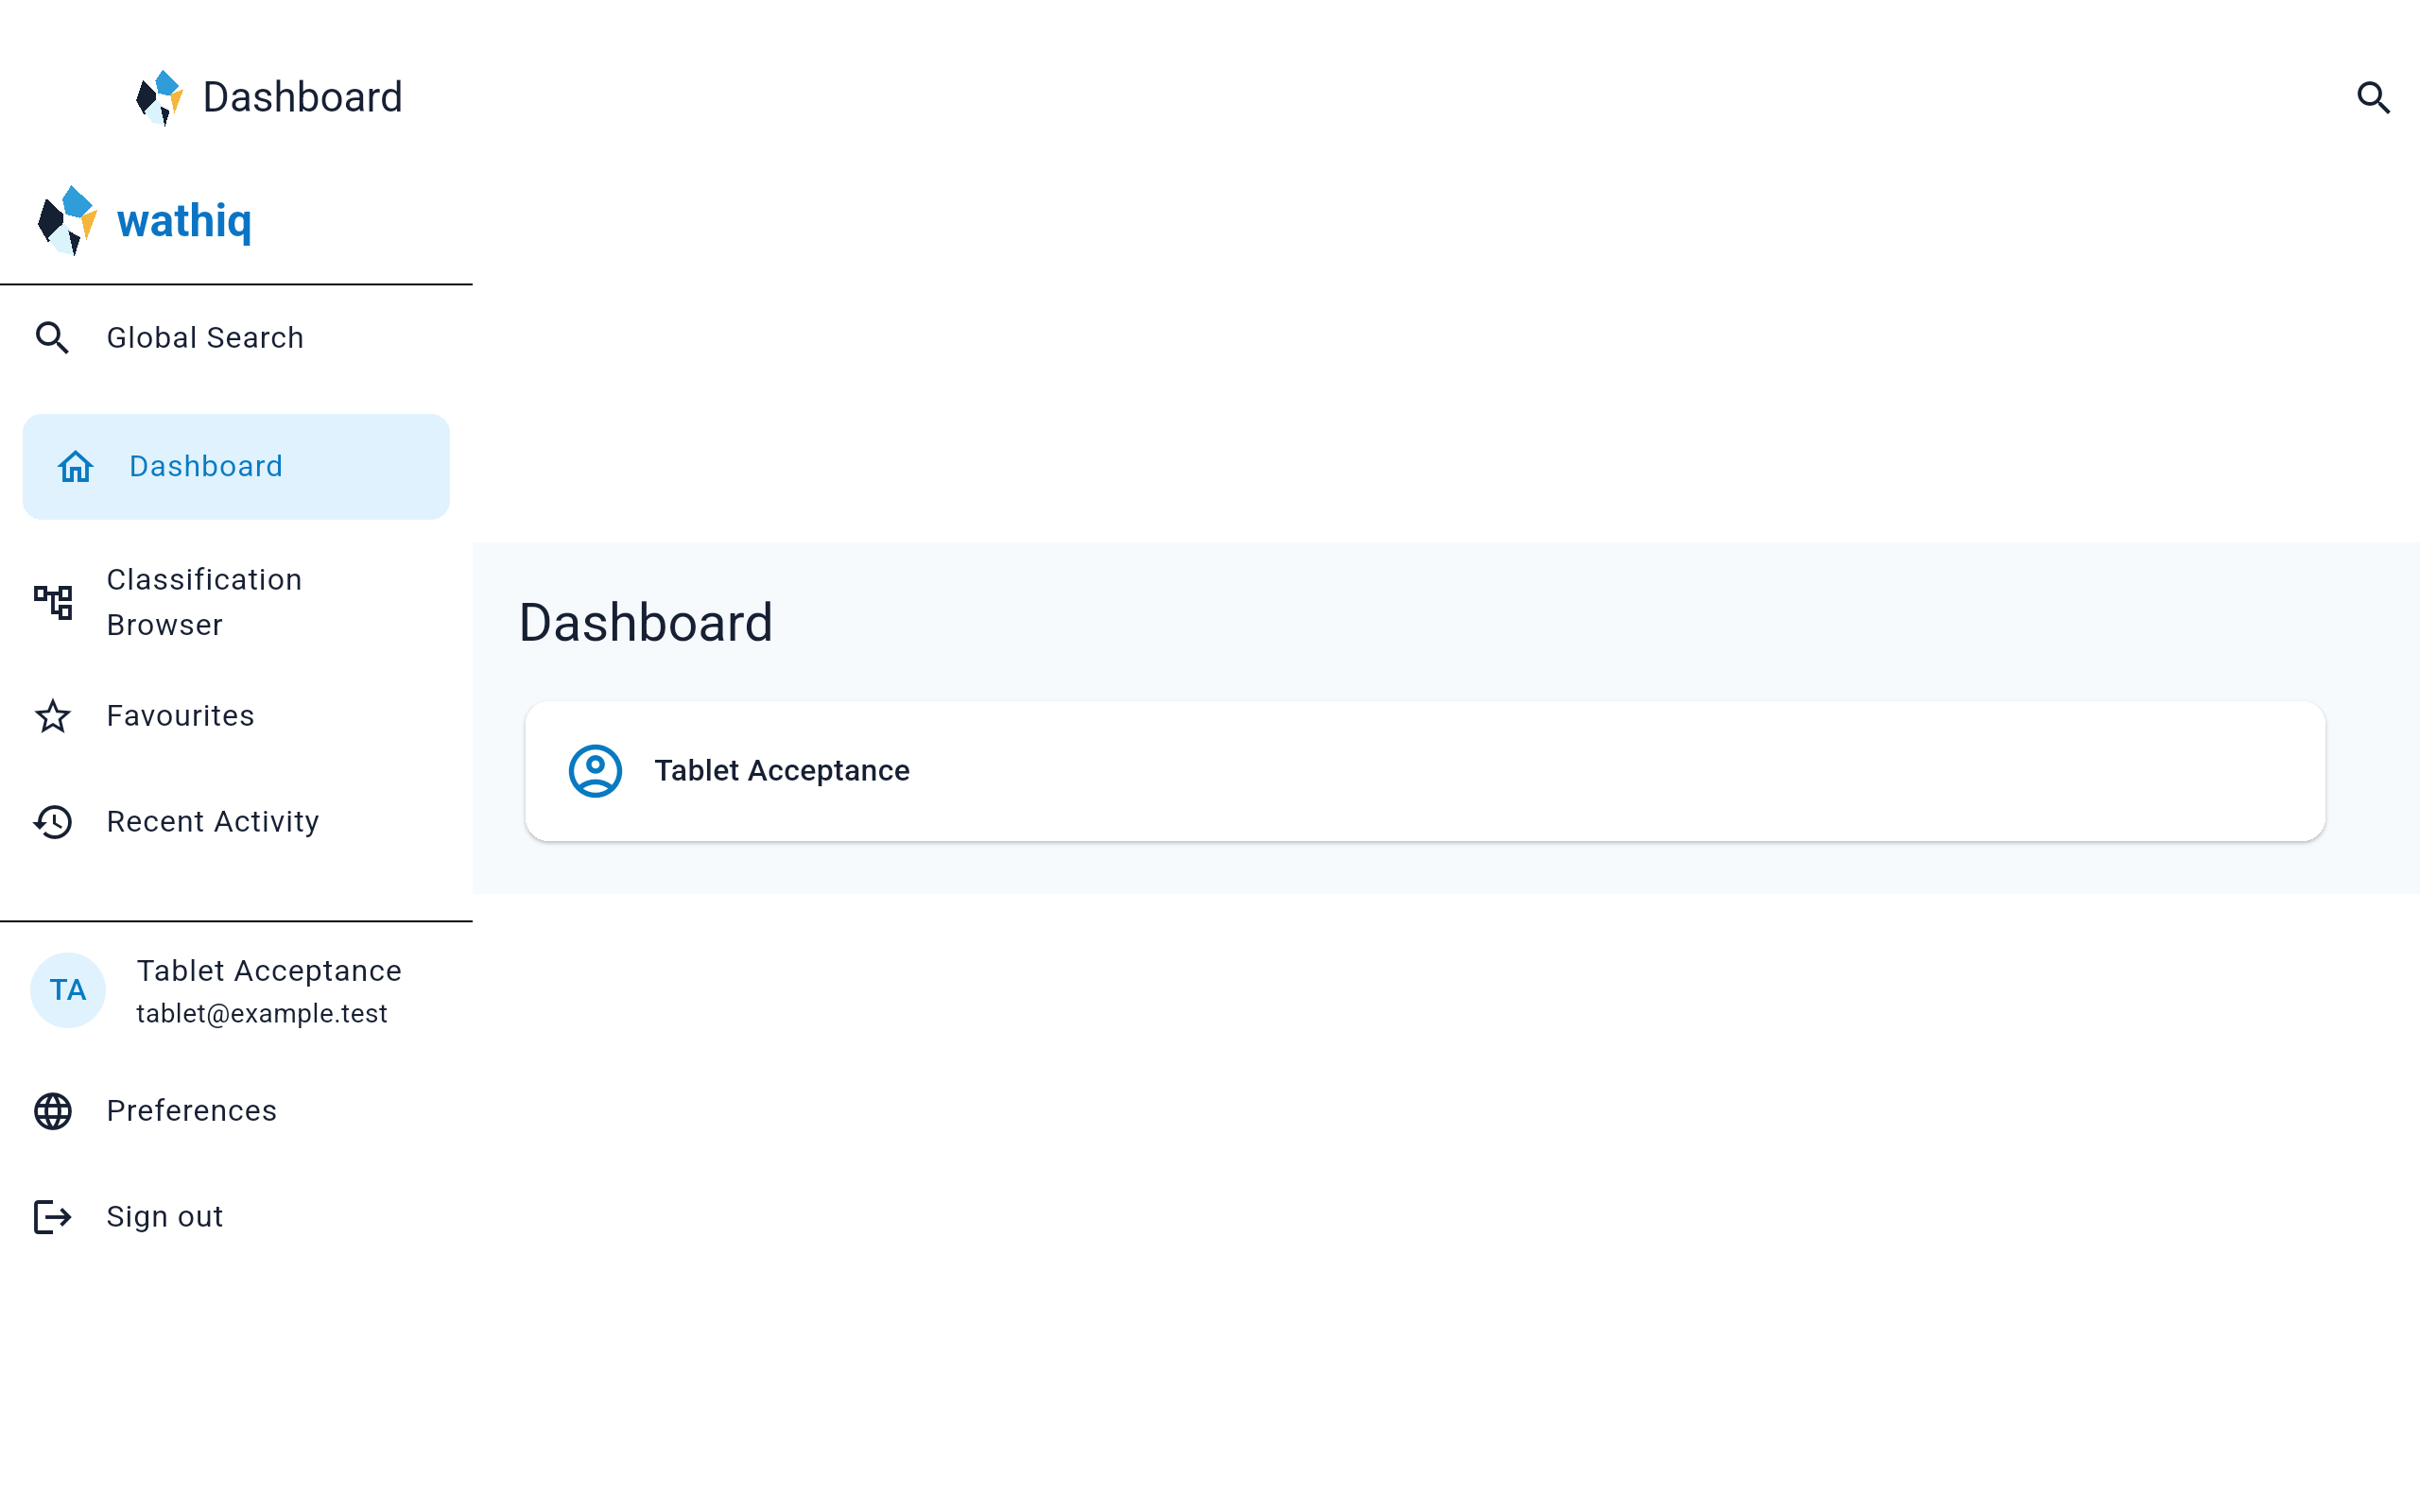 Dashboard
wathiq
Global Search
Dashboard
Classification
Browser
Favourites
Recent Activity
Tablet Acceptance
tablet@example.test
TA
Preferences
Sign out
Dashboard
Tablet Acceptance